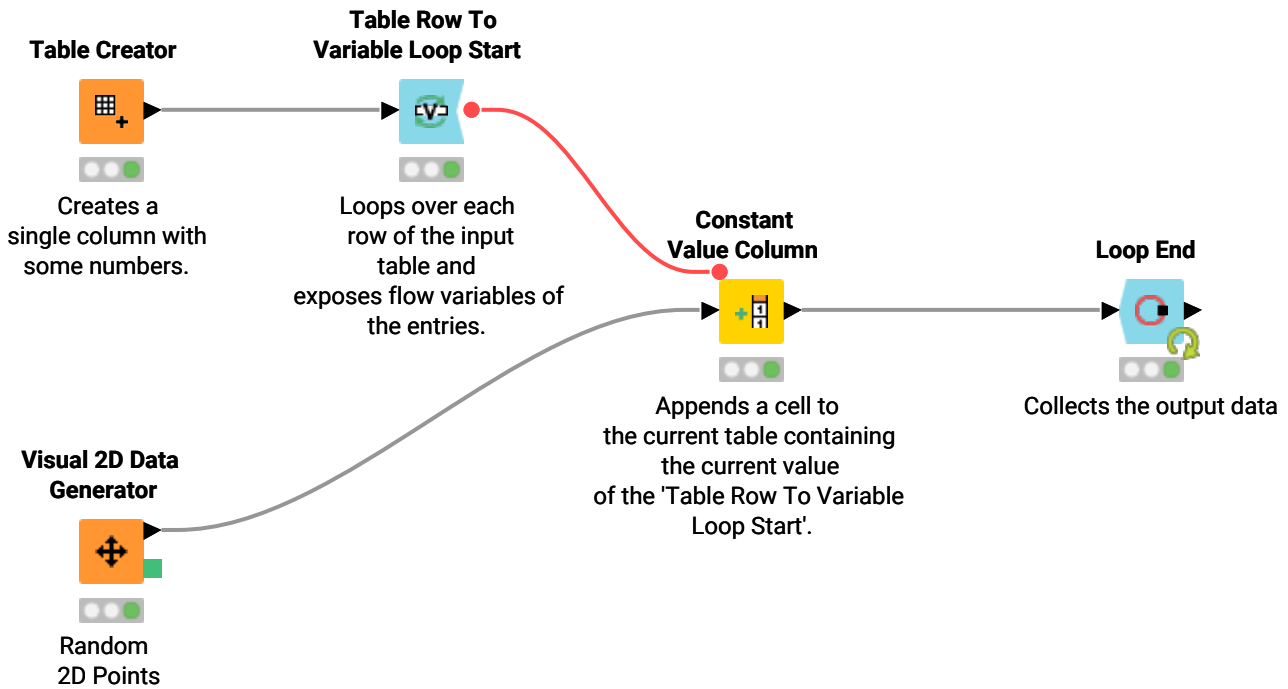 Table Creator
Creates a
single column with
some numbers.
Table Row To
Variable Loop Start
V
Loops over each
row of the input
table and
exposes flow variables of
the entries.
Constant
Value Column
1
1
Appends a cell to
the current table containing
the current value
of the 'Table Row To Variable
Loop Start'.
Loop End
Collects the output data
Visual 2D Data
Generator
Random
2D Points